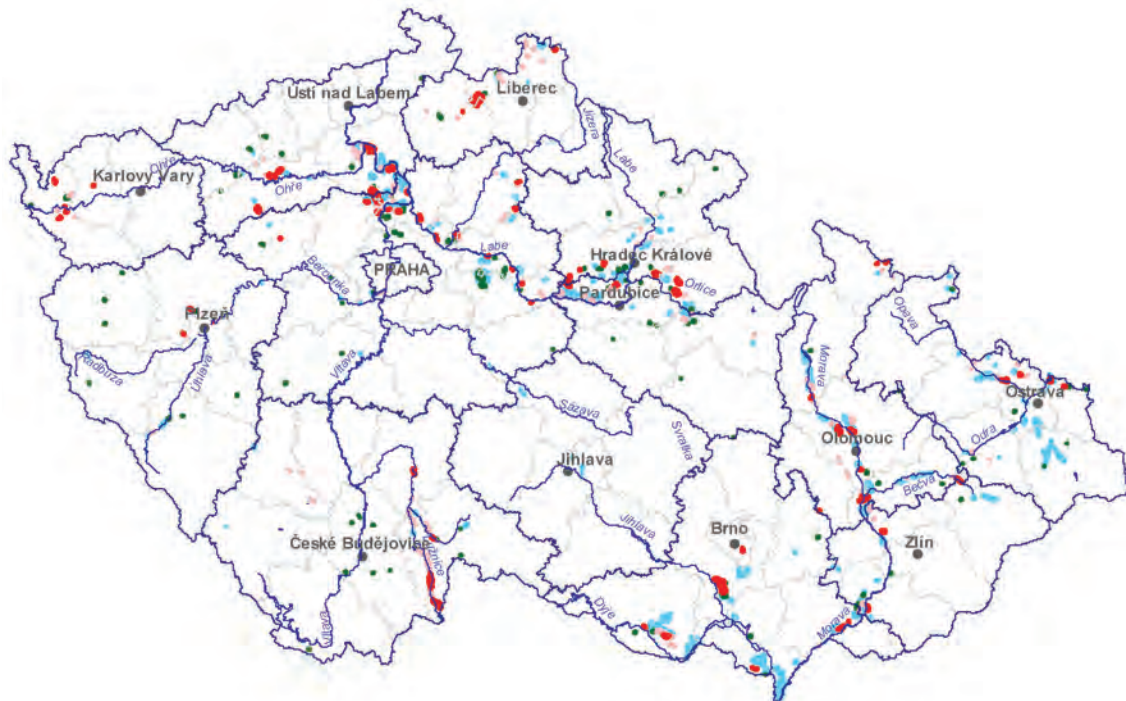 Liberec
Ústí nad Labem
Jizera
Labe
Ohře
Karlovy Vary
Ohře
Labe
Hradec Králové
PRAHA
Berounka
Orlice
Pardubice
Opava
Plzeň
Morava
Radbuza
Úhlava
Vltava
Ostrava
Sázava
Svratka
Olomouc
Odra
Jihlava
Bečva
Jihlava
Brno
Zlín
České Budějovice
Dyje
Morava
Vltava